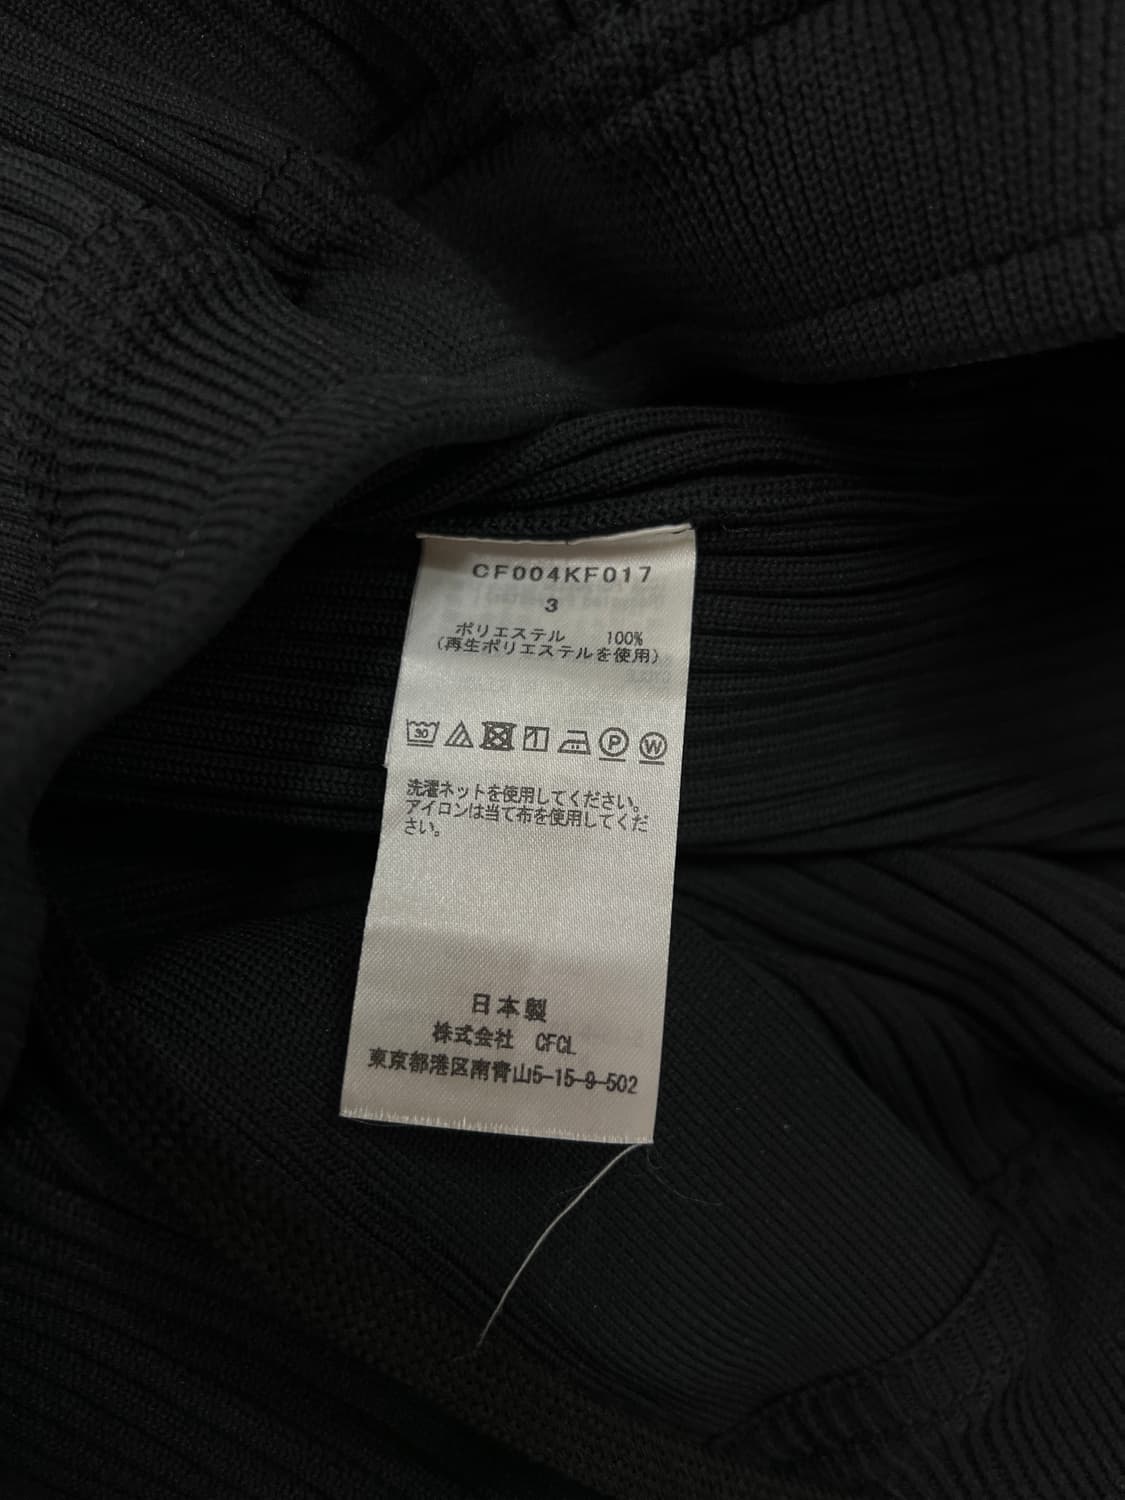 CF004KF017
3
ポリエステル 100%
(再生ポリエステルを使用)
30 P W
洗濯ネットを使用してください。
アイロンは当て布を使用してくだ
さい。
日本製
株式会社 CFCL
東京都港区南青山5-15-9-502